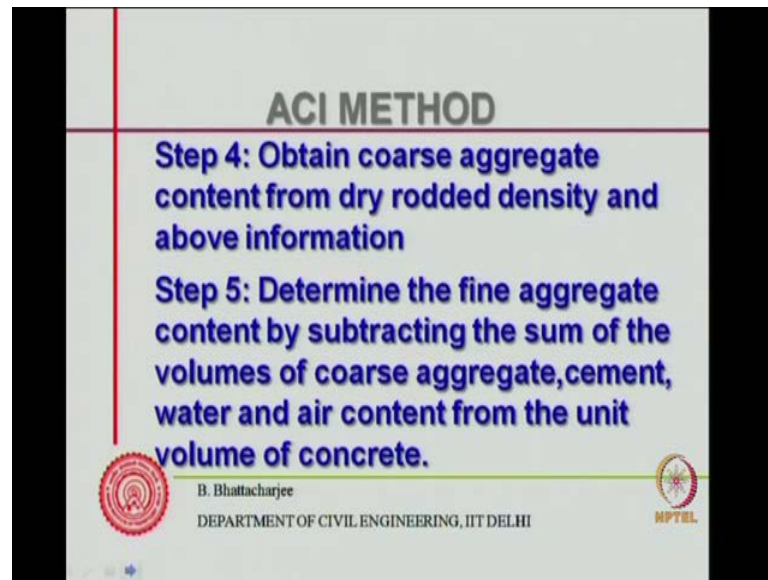 ACI METHOD
Step 4: Obtain coarse aggregate
content from dry rodded density and
above information
Step 5: Determine the fine aggregate
content by subtracting the sum of the
volumes of coarse aggregate,cement,
water and air content from the unit
volume of concrete.
B. Bhattacharjee
DEPARTMENT OF CIVIL ENGINEERING, IIT DELHI
NPTEL